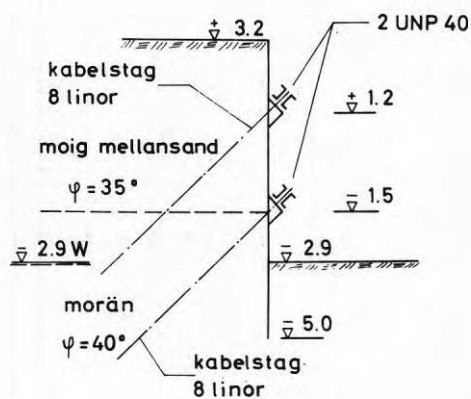 + 3.2
2 UNP 40
kabelstag
8 linor
+ 1.2
moig mellansand
φ = 35°
- 1.5
- 2.9 W
- 2.9
morän
φ = 40°
- 5.0
kabelstag
8 linor